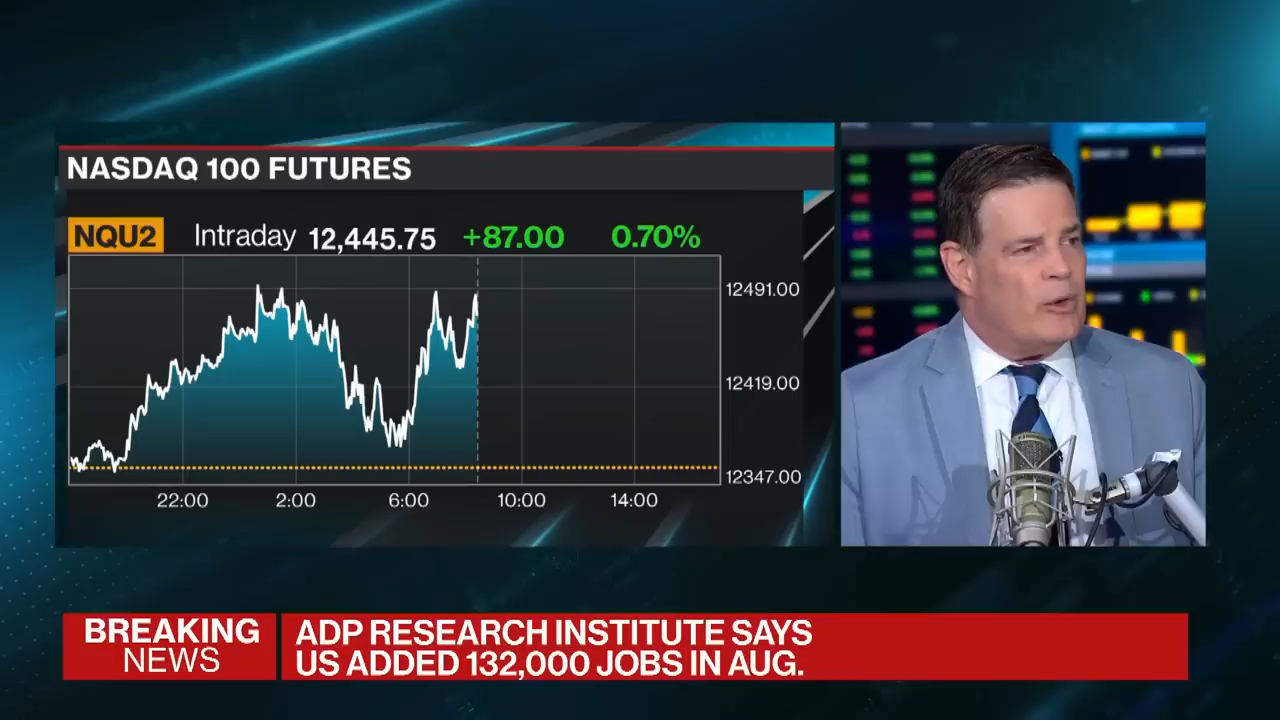 NASDAQ 100 FUTURES
NQU2 Intraday 12,445.75 +87.00 0.70%
12491.00
12419.00
12347.00
22:00 2:00 6:00 10:00 14:00
BREAKING
NEWS
ADP RESEARCH INSTITUTE SAYS
US ADDED 132,000 JOBS IN AUG.